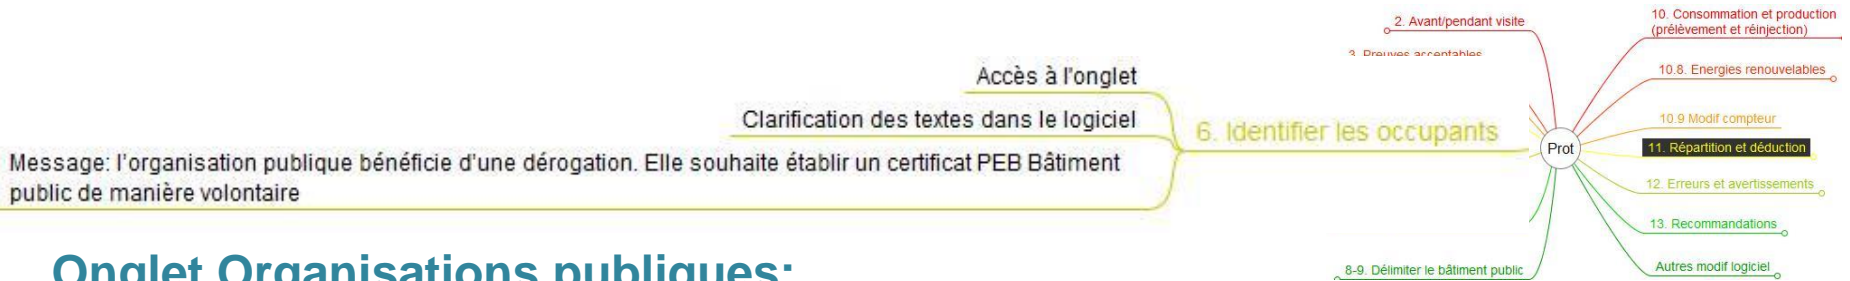 Accès à l'onglet
Clarification des textes dans le logiciel
Message: l'organisation publique bénéficie d'une dérogation. Elle souhaite établir un certificat PEB Bâtiment
public de manière volontaire
6. Identifier les occupants
2. Avant/pendant visite
3. Preuves acceptables
8-9. Délimiter le bâtiment public
Prot
10. Consommation et production
(prélèvement et réinjection)
10.8. Energies renouvelables
10.9 Modif compteur
11. Répartition et déduction
12. Erreurs et avertissements
13. Recommandations
Autres modif logiciel
Onglet Organisations publiques: